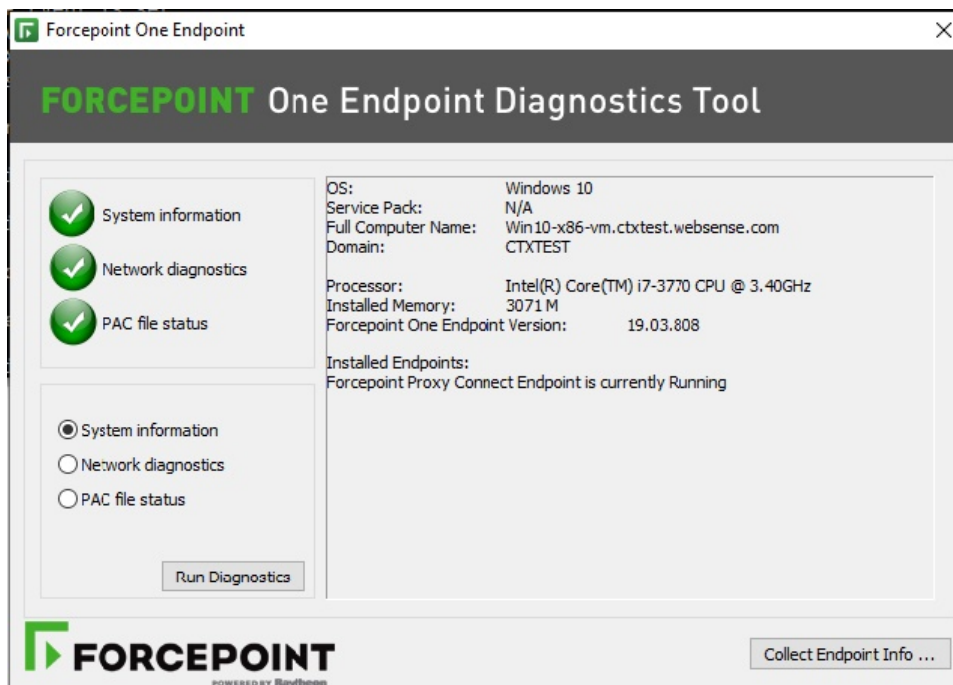 Forcepoint One Endpoint
FORCEPOINT One Endpoint Diagnostics Tool
System information
Network diagnostics
PAC file status
OS: Windows 10
Service Pack: N/A
Full Computer Name: Win10-x86-vm.ctxtest.websense.com
Domain: CTXTEST
Processor: Intel(R) Core(TM) i7-3770 CPU @ 3.40GHz
Installed Memory: 3071 M
Forcepoint One Endpoint Version: 19.03.808
Installed Endpoints:
Forcepoint Proxy Connect Endpoint is currently Running
System information
Network diagnostics
PAC file status
Run Diagnostics
FORCEPOINT
POWERED BY Raytheon
Collect Endpoint Info ...